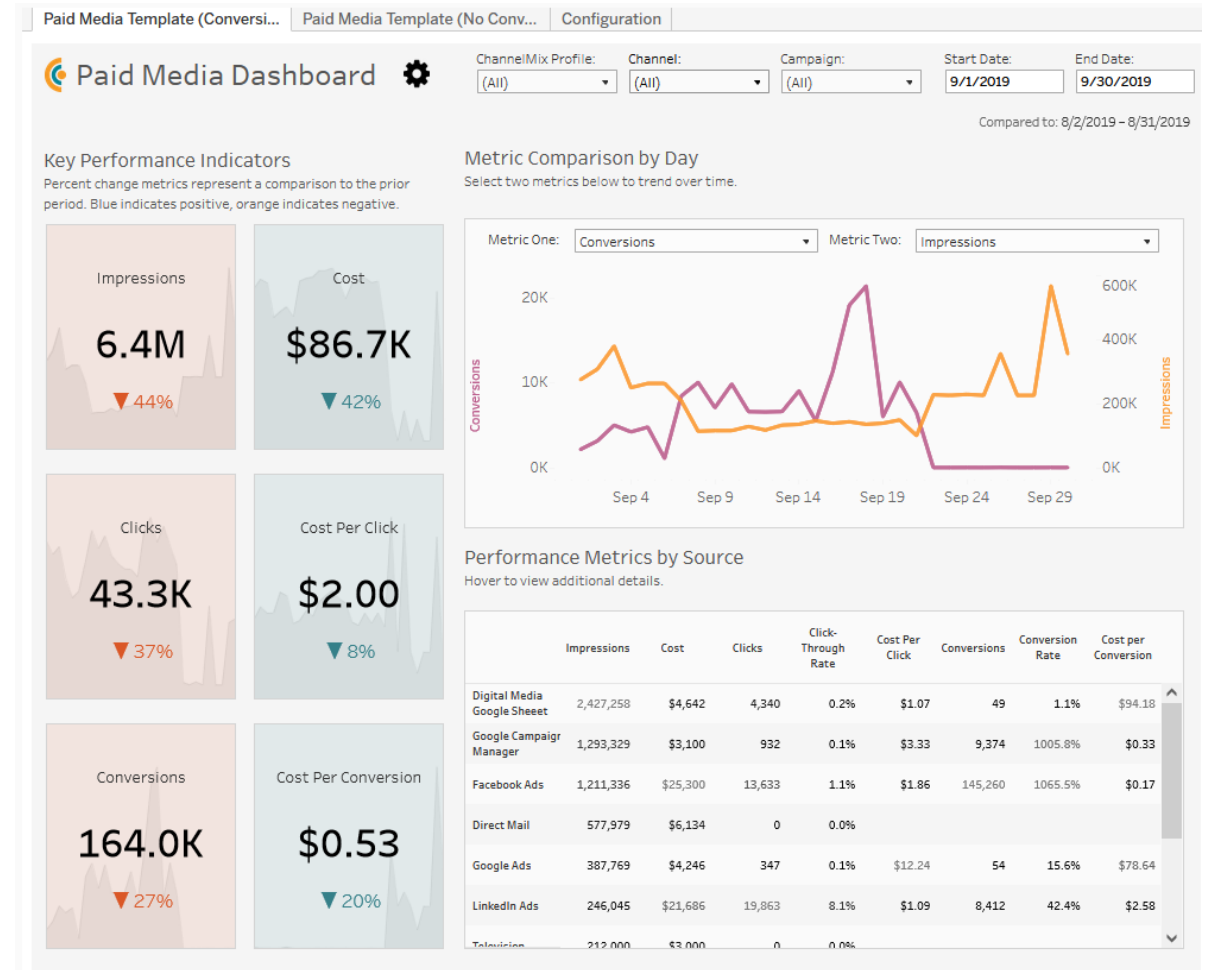 Paid Media Template (Conversi...
Paid Media Template (No Conv...
Configuration
Paid Media Dashboard
ChannelMix Profile:
(All)
Channel:
(All)
Campaign:
(All)
Start Date:
9/1/2019
End Date:
9/30/2019
Compared to: 8/2/2019 – 8/31/2019
Key Performance Indicators
Percent change metrics represent a comparison to the prior
period. Blue indicates positive, orange indicates negative.
Impressions
6.4M
▼ 44%
Cost
$86.7K
▼ 42%
Clicks
43.3K
▼ 37%
Cost Per Click
$2.00
▼ 8%
Conversions
164.0K
▼ 27%
Cost Per Conversion
$0.53
▼ 20%
Metric Comparison by Day
Select two metrics below to trend over time.
Metric One:
Conversions
Metric Two:
Impressions
20K
10K
0K
Conversions
600K
400K
200K
0K
Impressions
Sep 4 Sep 9 Sep 14 Sep 19 Sep 24 Sep 29
Performance Metrics by Source
Hover to view additional details.
Impressions
Cost
Clicks
Click-
Through
Rate
Cost Per
Click
Conversions
Conversion
Rate
Cost per
Conversion
Digital Media
Google Sheeet
2,427,258 $4,642 4,340 0.2% $1.07 49 1.1% $94.18
Google Campaigr
Manager
1,293,329 $3,100 932 0.1% $3.33 9,374 1005.8% $0.33
Facebook Ads 1,211,336 $25,300 13,633 1.1% $1.86 145,260 1065.5% $0.17
Direct Mail 577,979 $6,134 0 0.0%
Google Ads 387,769 $4,246 347 0.1% $12.24 54 15.6% $78.64
LinkedIn Ads 246,045 $21,686 19,863 8.1% $1.09 8,412 42.4% $2.58
Television 212,000 $3,000 0 0.0%